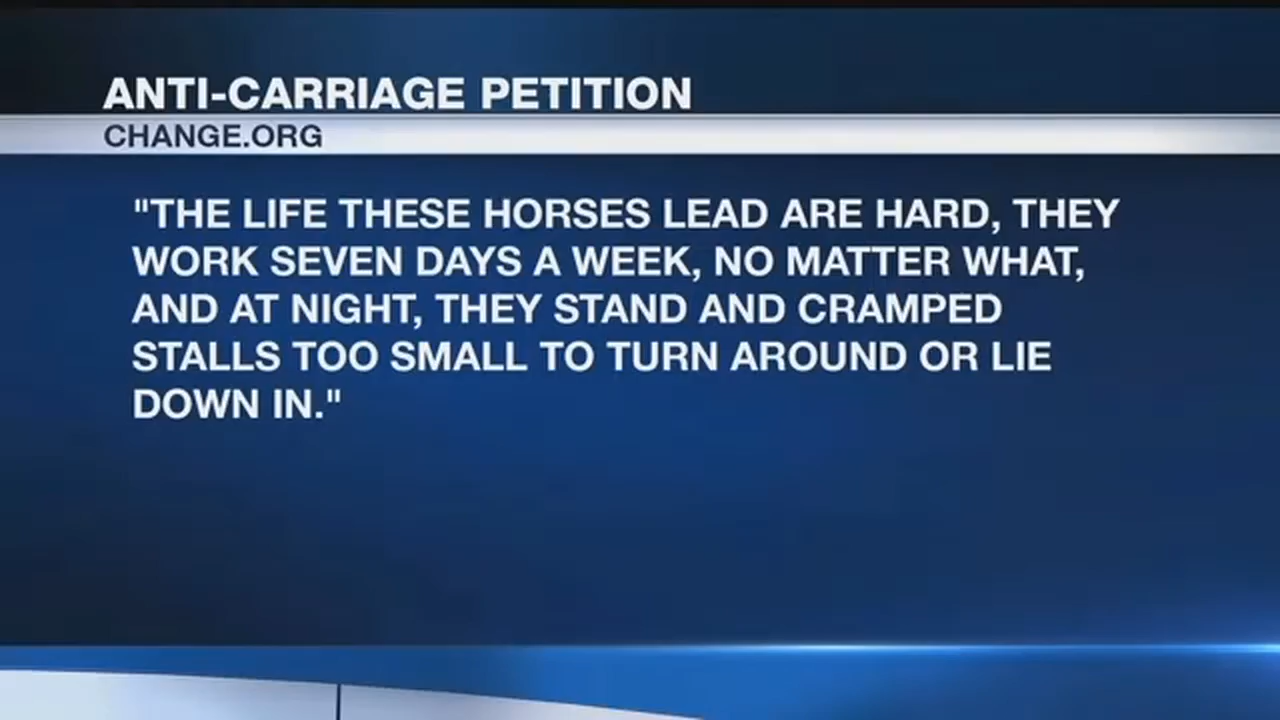 ANTI-CARRIAGE PETITION
CHANGE.ORG
"THE LIFE THESE HORSES LEAD ARE HARD, THEY
WORK SEVEN DAYS A WEEK, NO MATTER WHAT,
AND AT NIGHT, THEY STAND AND CRAMPED
STALLS TOO SMALL TO TURN AROUND OR LIE
DOWN IN."